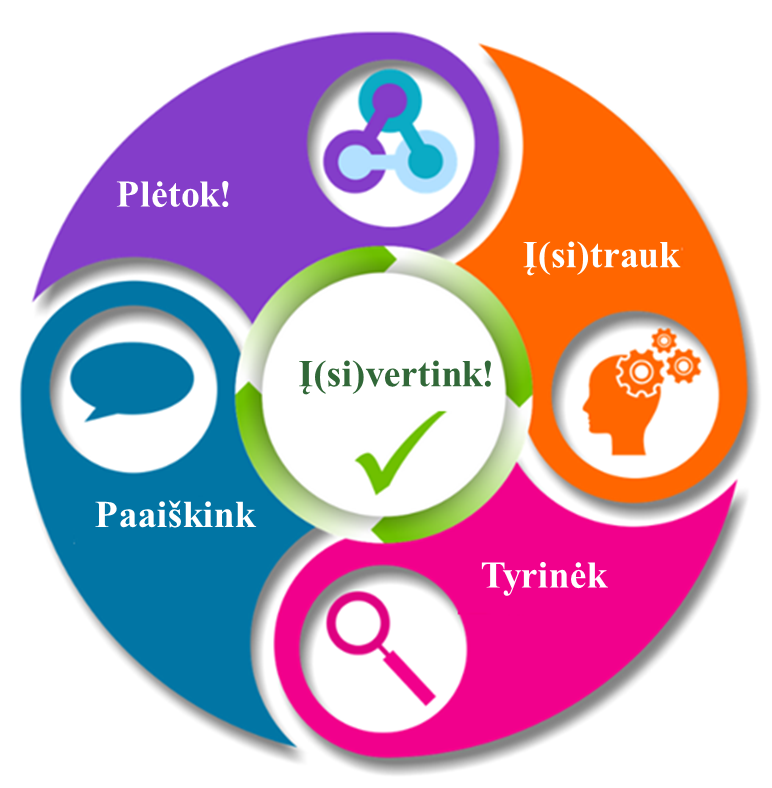 Plėtok!
Į(si)trauk
Į(si)vertink!
Paaiškink
Tyrinėk